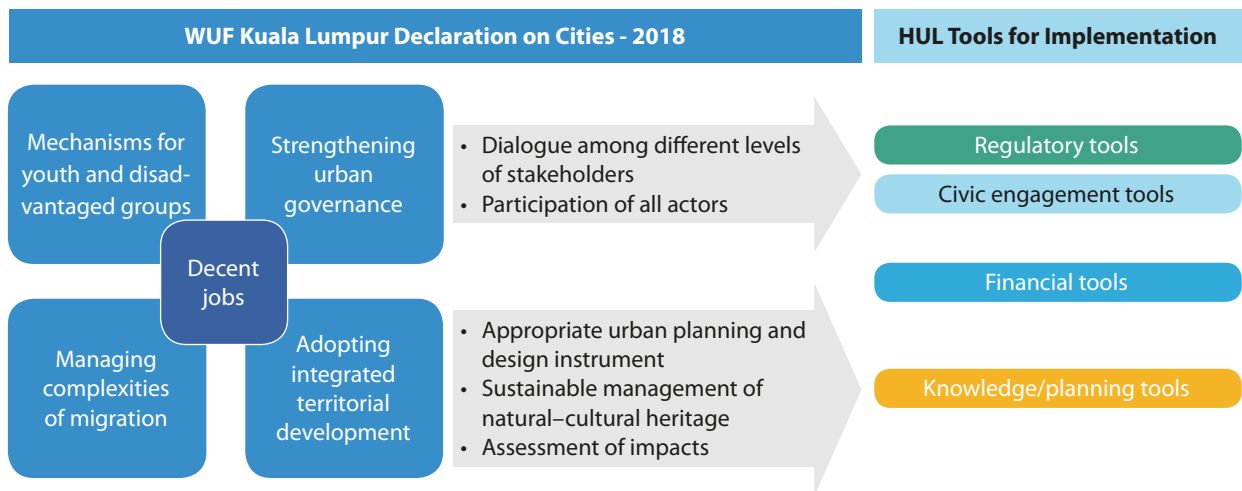 WUF Kuala Lumpur Declaration on Cities - 2018
HUL Tools for Implementation
Mechanisms for
youth and disad-
vantaged groups
Strengthening
urban
governance
Decent
jobs
Managing
complexities
of migration
Adopting
integrated
territorial
development
• Dialogue among different levels
of stakeholders
• Participation of all actors
• Appropriate urban planning and
design instrument
• Sustainable management of
natural–cultural heritage
• Assessment of impacts
Regulatory tools
Civic engagement tools
Financial tools
Knowledge/planning tools